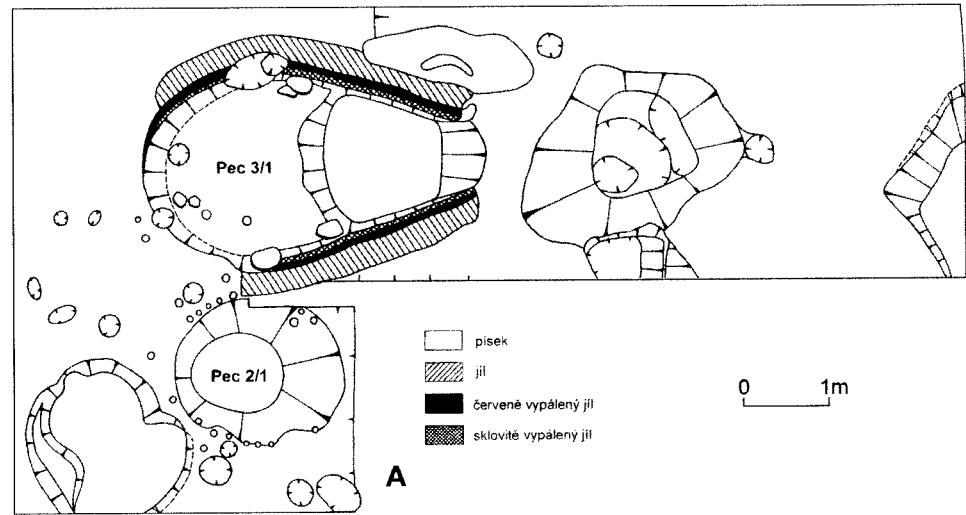 Pec 3/1
Pec 2/1
písek
jíl
červeně vypálený jíl
sklovitě vypálený jíl
0 1m
A